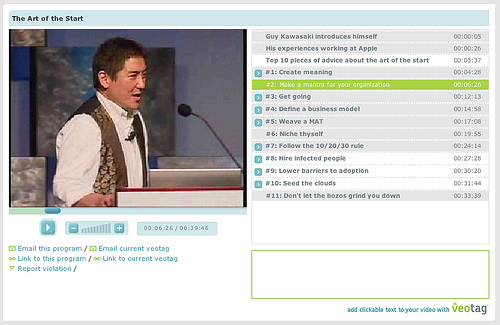 The Art of the Start
Guy Kawasaki introduces himself 00:00:05
His experiences working at Apple 00:00:26
Top 10 pieces of advice about the art of the start 00:03:37
#1: Create meaning 00:04:28
#2: Make a mantra for your organization 00:06:26
#3: Get going 00:12:13
#4: Define a business model 00:14:58
#5: Weave a MAT 00:17:08
#6: Niche thyself 00:19:55
#7: Follow the 10/20/30 rule 00:24:14
#8: Hire infected people 00:27:28
#9: Lower barriers to adoption 00:30:20
#10: Seed the clouds 00:31:44
#11: Don't let the bozos grind you down 00:33:39
00:06:26 / 00:39:46
Email this program / Email current veotag
Link to this program / Link to current veotag
Report violation /
add clickable text to your video with veotag